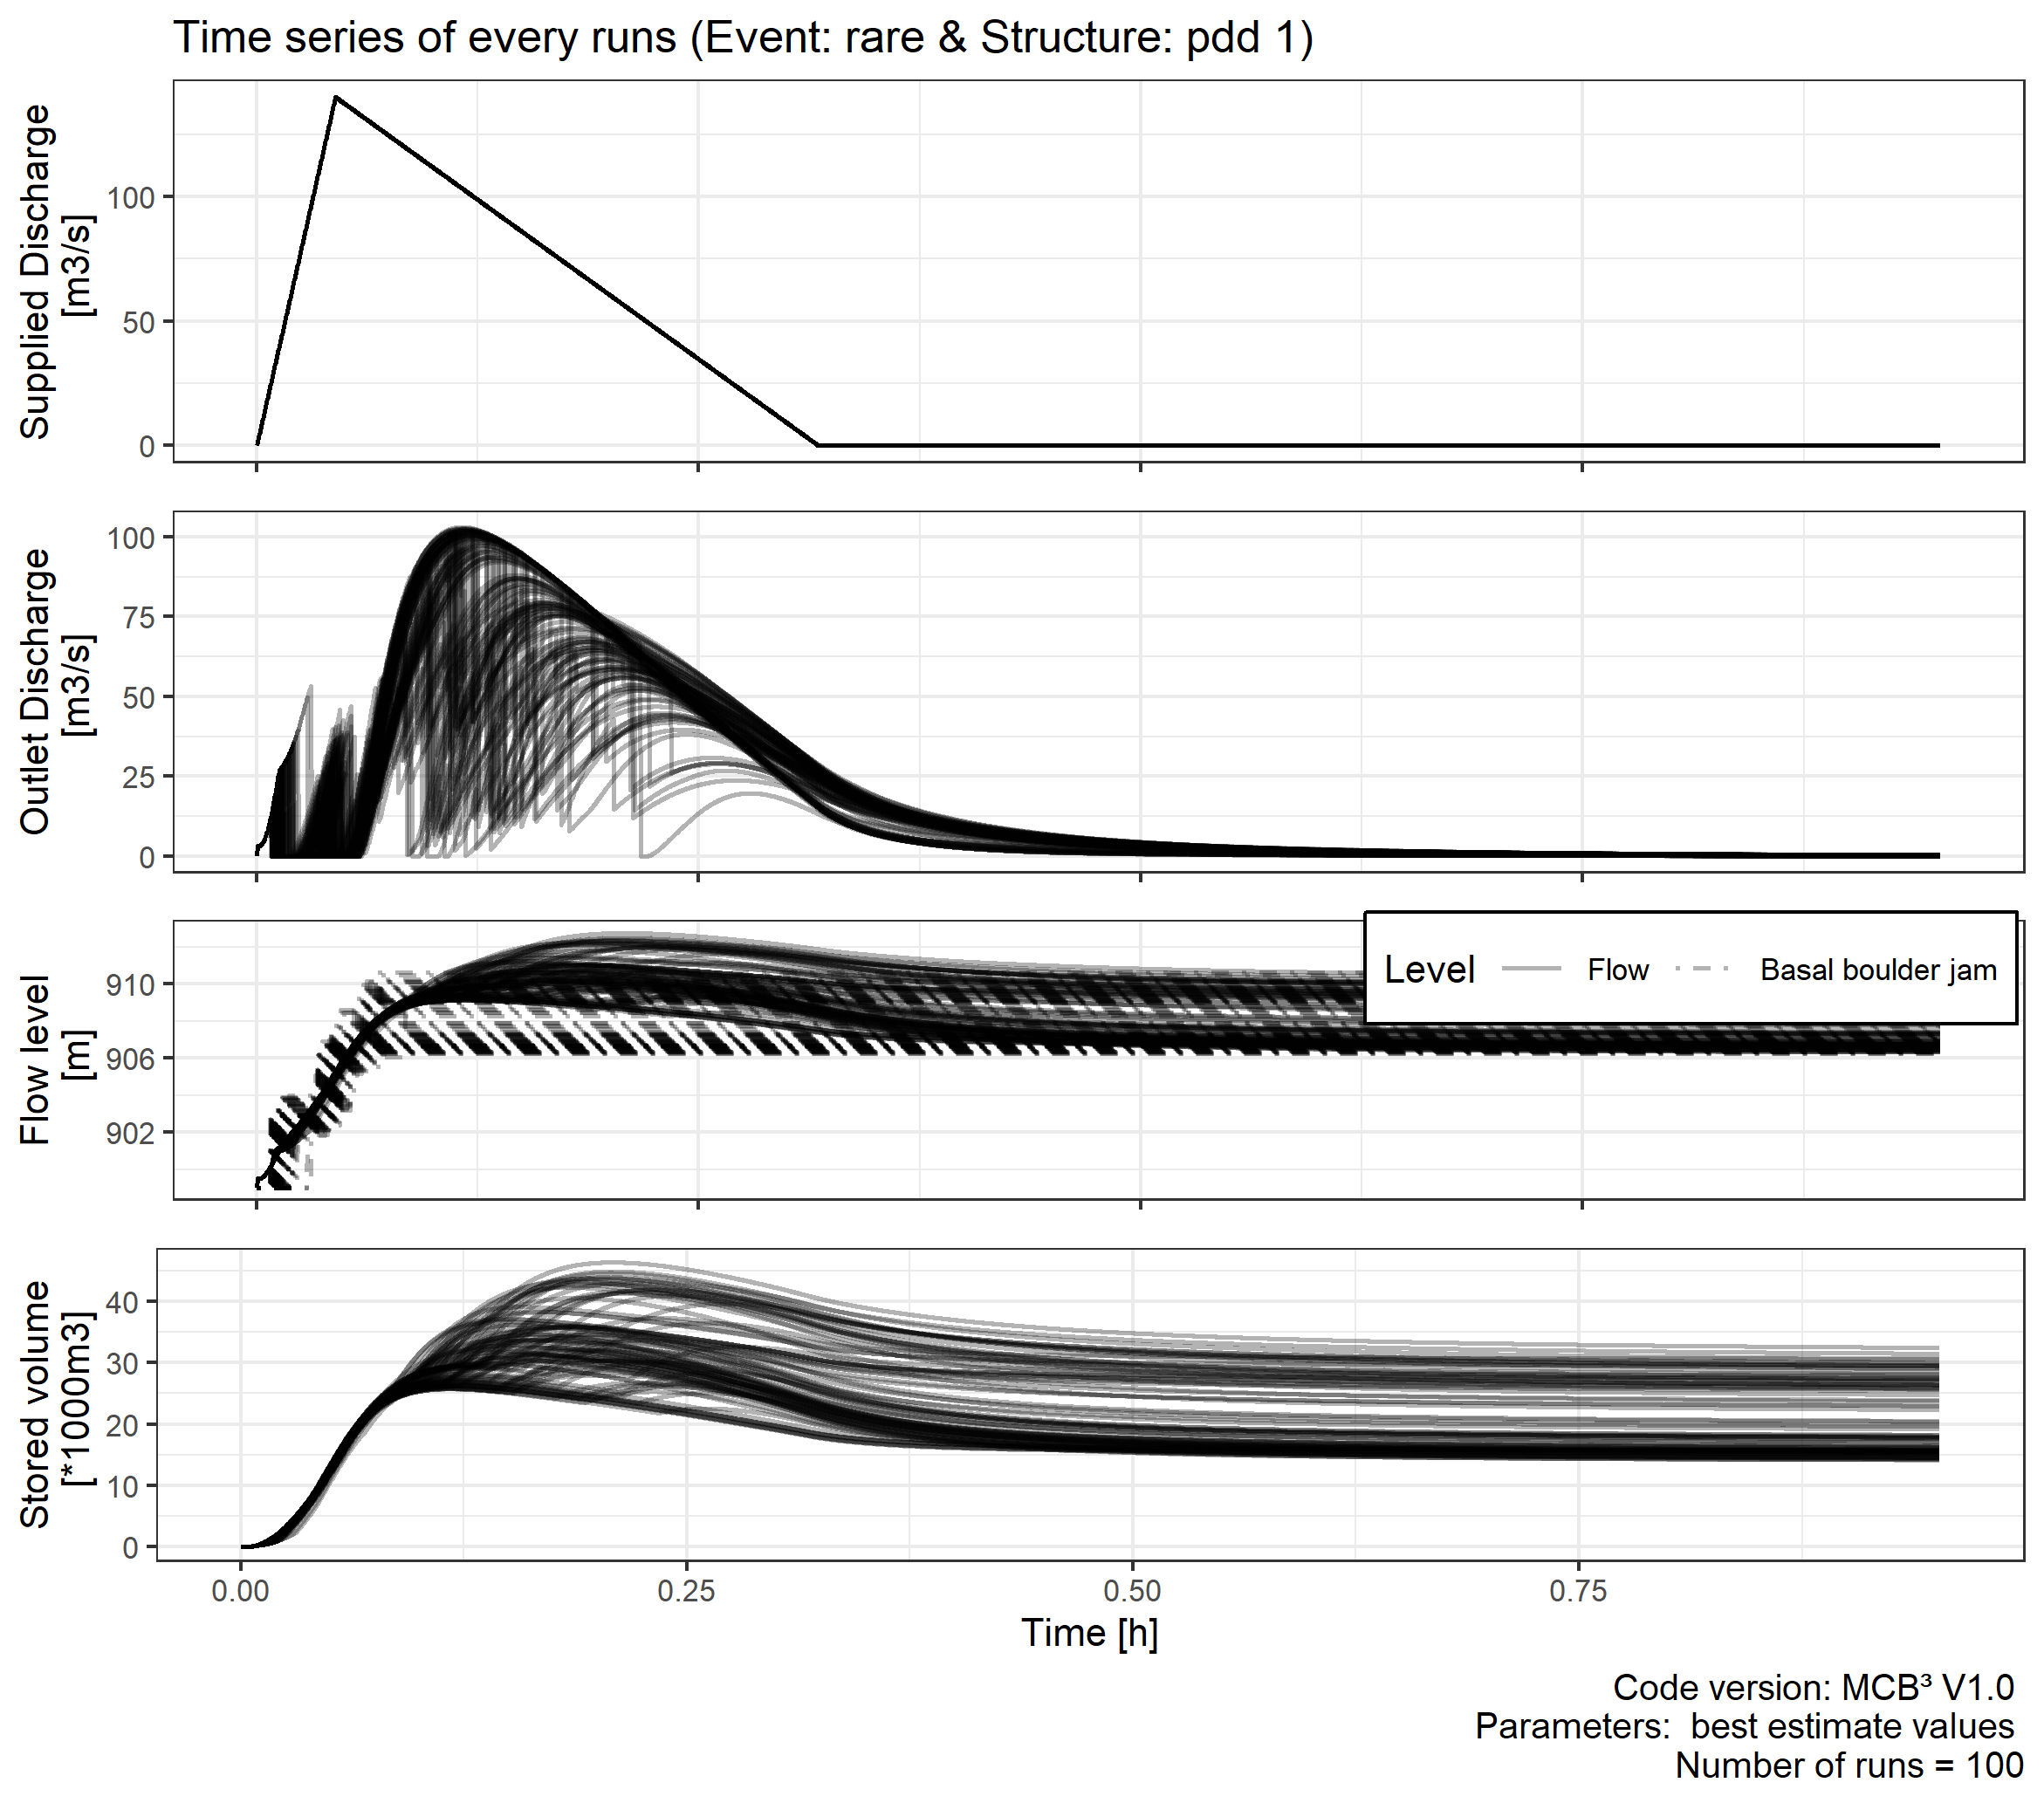 Time series of every runs (Event: rare & Structure: pdd 1)
Supplied Discharge
[m3/s]
100
50
0
Outlet Discharge
[m3/s]
100
75
50
25
0
Flow level
[m]
910
906
902
Level
Flow
Basal boulder jam
Stored volume
[*1000m3]
40
30
20
10
0
0.00
0.25
0.50
0.75
Time [h]
Code version: MCB³ V1.0
Parameters:  best estimate values
Number of runs = 100